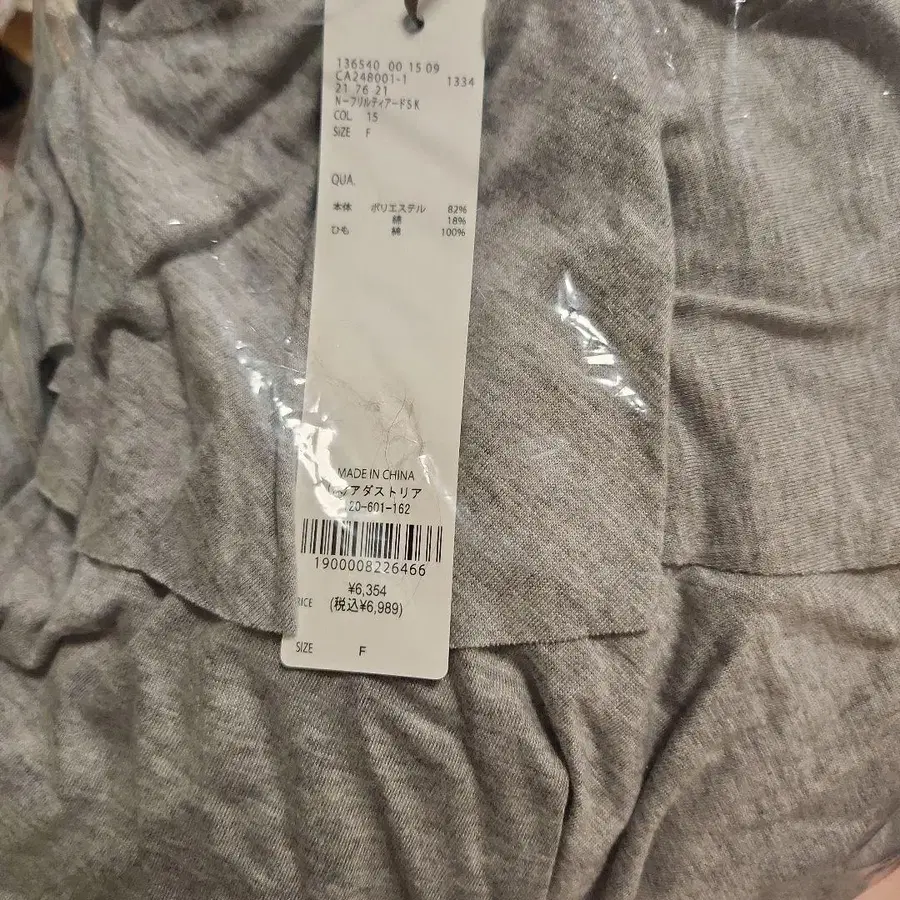 136540 00 15 09
CA248001-1 1334
21 76 21
N-フリルティアードSK
COL 15
SIZE F
QUA.
本体 ポリエステル 82%
綿 18%
ひも 綿 100%
MADE IN CHINA
アダストリア
20-601-162
1900008226466
¥6,354
(税込¥6,989)
SIZE F